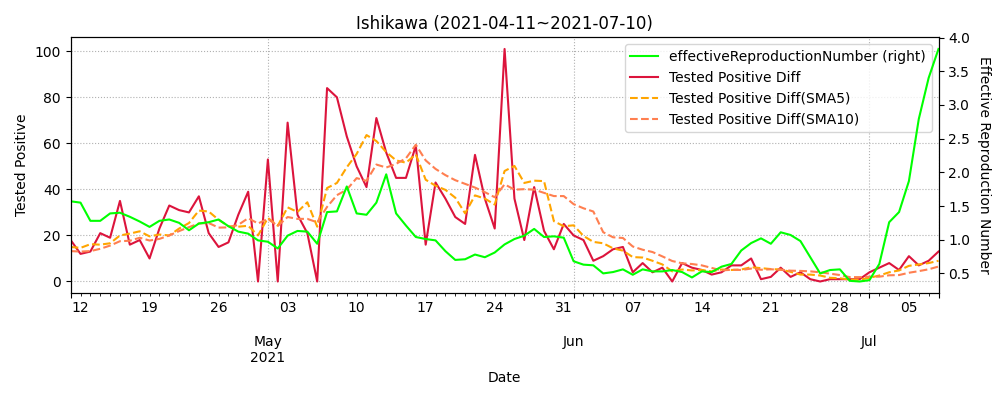 Ishikawa (2021-04-11~2021-07-10)
effectiveReproductionNumber (right)
Tested Positive Diff
Tested Positive Diff(SMA5)
Tested Positive Diff(SMA10)
Tested Positive
100
80
60
40
20
0
Effective Reproduction Number
4.0
3.5
3.0
2.5
2.0
1.5
1.0
0.5
12 19 26 03 10 17 24 31 07 14 21 28 05
May Jun Jul
2021
Date